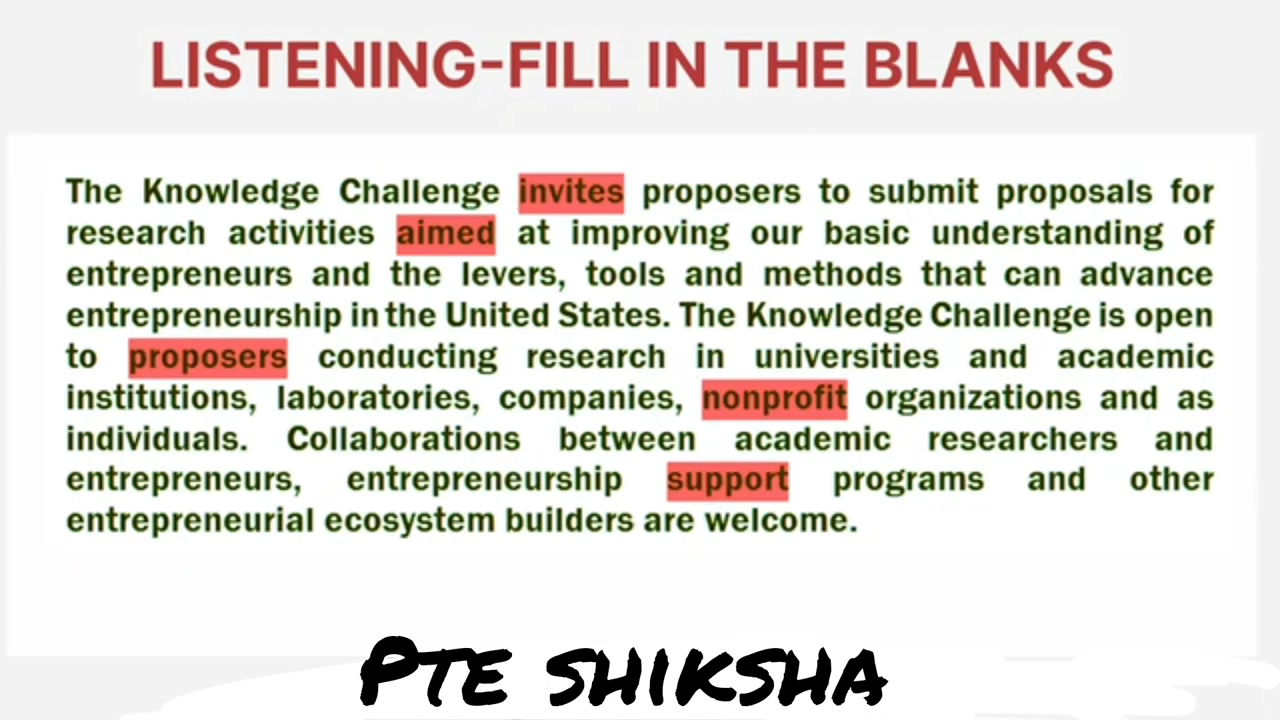 LISTENING-FILL IN THE BLANKS
The Knowledge Challenge invites proposers to submit proposals for
research activities aimed at improving our basic understanding of
entrepreneurs and the levers, tools and methods that can advance
entrepreneurship in the United States. The Knowledge Challenge is open
to proposers conducting research in universities and academic
institutions, laboratories, companies, nonprofit organizations and as
individuals. Collaborations between academic researchers and
entrepreneurs, entrepreneurship support programs and other
entrepreneurial ecosystem builders are welcome.
PTE SHIKSHA